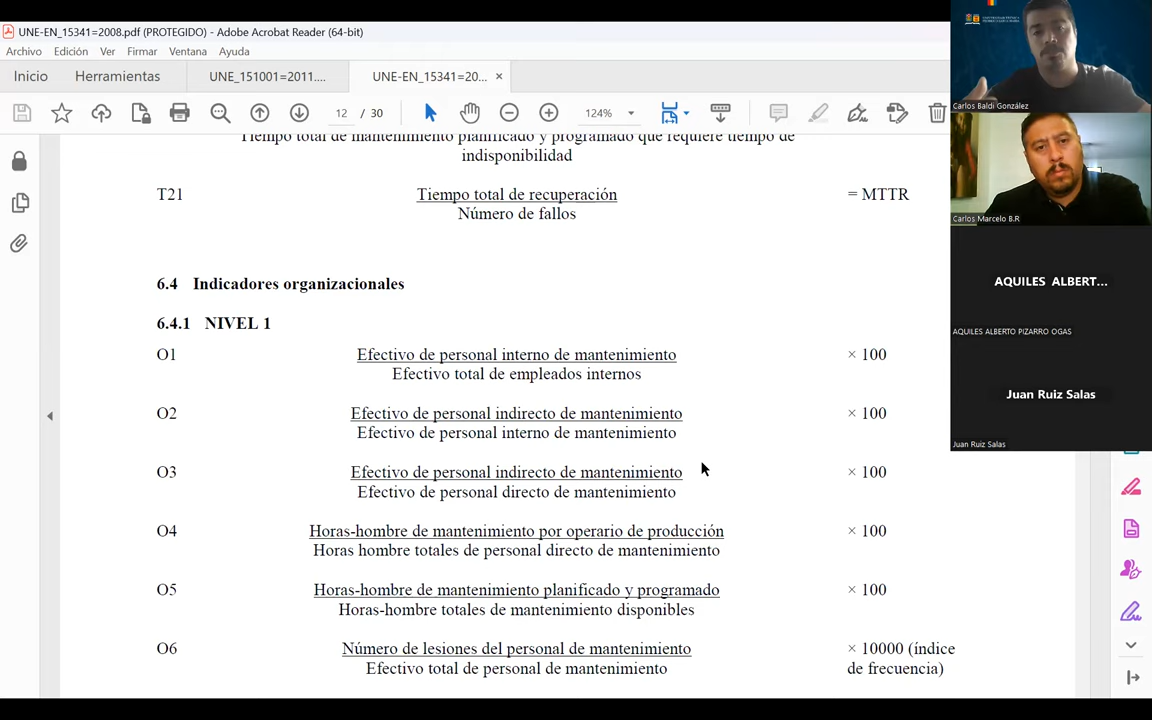 UNE-EN_15341=2008.pdf (PROTEGIDO) - Adobe Acrobat Reader (64-bit)
Archivo Edición Ver Firmar Ventana Ayuda
Inicio Herramientas UNE_151001=2011.... UNE-EN_15341=20... ×
12 / 30 124%
Tiempo total de mantenimiento planificado y programado que requiere tiempo de
indisponibilidad
T21 Tiempo total de recuperación = MTTR
Número de fallos
6.4 Indicadores organizacionales
6.4.1 NIVEL 1
O1 Efectivo de personal interno de mantenimiento × 100
Efectivo total de empleados internos
O2 Efectivo de personal indirecto de mantenimiento × 100
Efectivo de personal interno de mantenimiento
O3 Efectivo de personal indirecto de mantenimiento × 100
Efectivo de personal directo de mantenimiento
O4 Horas-hombre de mantenimiento por operario de producción × 100
Horas hombre totales de personal directo de mantenimiento
O5 Horas-hombre de mantenimiento planificado y programado × 100
Horas-hombre totales de mantenimiento disponibles
O6 Número de lesiones del personal de mantenimiento × 10000 (índice
Efectivo total de personal de mantenimiento de frecuencia)
Carlos Baldi González
Carlos Marcelo B.R
AQUILES ALBERT...
AQUILES ALBERTO PIZARRO OGAS
Juan Ruiz Salas
Juan Ruiz Salas